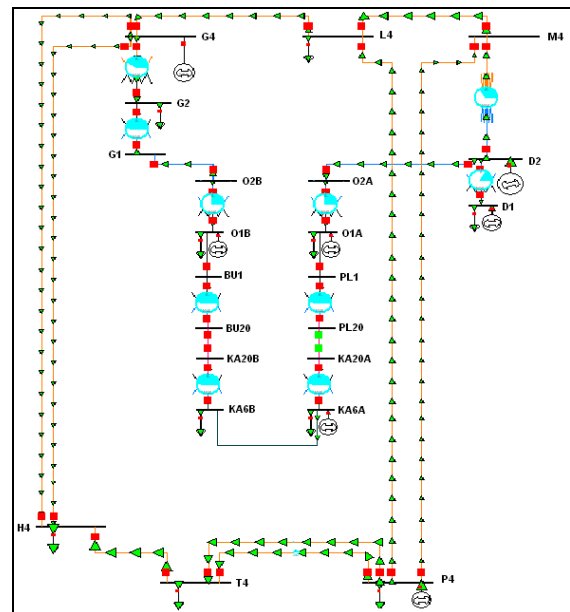 G4
L4
M4
G2
G1
D2
O2B
O2A
D1
O1B
O1A
BU1
PL1
BU20
PL20
KA20B
KA20A
KA6B
KA6A
H4
T4
P4